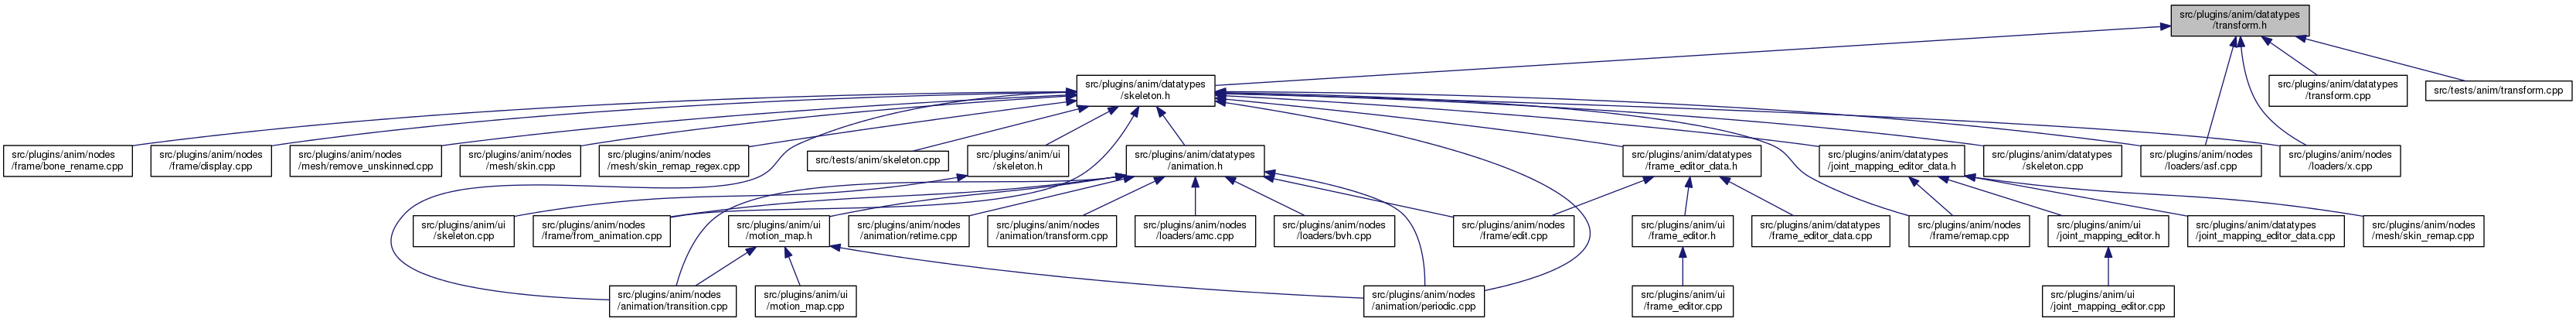 src/plugins/anim/datatypes
/transform.h
src/plugins/anim/datatypes
/skeleton.h
src/plugins/anim/datatypes
/transform.cpp
src/tests/anim/transform.cpp
src/plugins/anim/nodes
/frame/bone_rename.cpp
src/plugins/anim/nodes
/frame/display.cpp
src/plugins/anim/nodes
/mesh/remove_unskinned.cpp
src/plugins/anim/nodes
/mesh/skin.cpp
src/plugins/anim/nodes
/mesh/skin_remap_regex.cpp
src/tests/anim/skeleton.cpp
src/plugins/anim/ui
/skeleton.h
src/plugins/anim/datatypes
/animation.h
src/plugins/anim/datatypes
/frame_editor_data.h
src/plugins/anim/datatypes
/joint_mapping_editor_data.h
src/plugins/anim/datatypes
/skeleton.cpp
src/plugins/anim/nodes
/loaders/asf.cpp
src/plugins/anim/nodes
/loaders/x.cpp
src/plugins/anim/ui
/skeleton.cpp
src/plugins/anim/nodes
/frame/from_animation.cpp
src/plugins/anim/ui
/motion_map.h
src/plugins/anim/nodes
/animation/retime.cpp
src/plugins/anim/nodes
/animation/transform.cpp
src/plugins/anim/nodes
/loaders/amc.cpp
src/plugins/anim/nodes
/loaders/bvh.cpp
src/plugins/anim/nodes
/frame/edit.cpp
src/plugins/anim/ui
/frame_editor.h
src/plugins/anim/datatypes
/frame_editor_data.cpp
src/plugins/anim/nodes
/frame/remap.cpp
src/plugins/anim/ui
/joint_mapping_editor.h
src/plugins/anim/datatypes
/joint_mapping_editor_data.cpp
src/plugins/anim/nodes
/mesh/skin_remap.cpp
src/plugins/anim/nodes
/animation/transition.cpp
src/plugins/anim/ui
/motion_map.cpp
src/plugins/anim/nodes
/animation/periodic.cpp
src/plugins/anim/ui
/frame_editor.cpp
src/plugins/anim/ui
/joint_mapping_editor.cpp